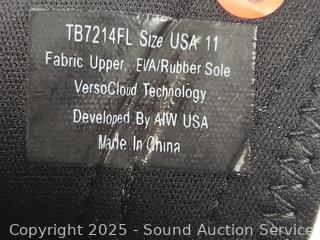 TB7214FL Size USA 11
Fabric Upper, EVA/Rubber Sole
VersoCloud Technology
Developed By AIW USA
Made In China
Copyright 2025 - Sound Auction Service